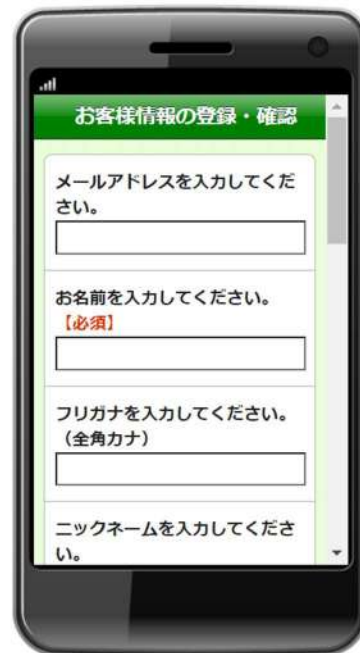 お客様情報の登録・確認
メールアドレスを入力してくだ
さい。
お名前を入力してください。
【必須】
フリガナを入力してください。
（全角カナ）
ニックネームを入力してくださ
い。